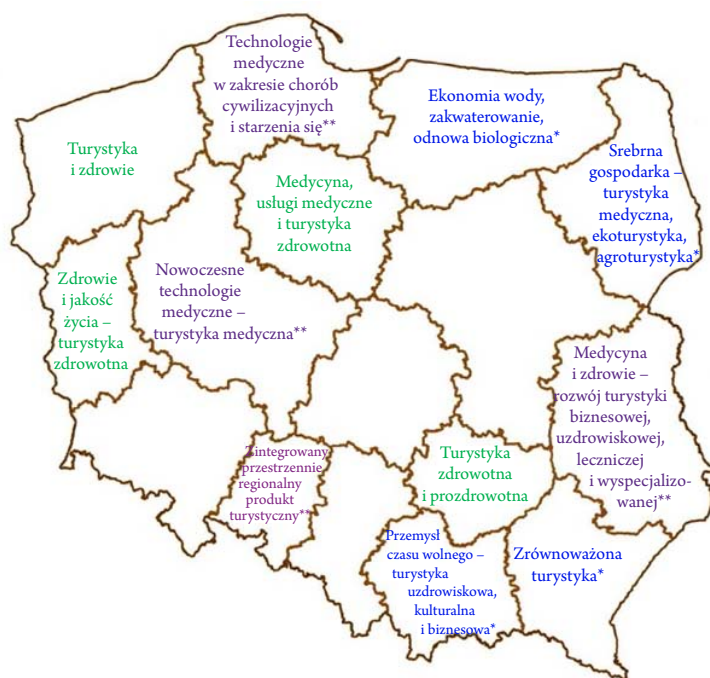 Technologie
medyczne
w zakresie chorób
cywilizacyjnych
i starzenia się**
Ekonomia wody,
zakwaterowanie,
odnowa biologiczna*
Turystyka
i zdrowie
Srebrna
gospodarka –
turystyka
medyczna,
ekoturystyka,
agroturystyka*
Medycyna,
usługi medyczne
i turystyka
zdrowotna
Zdrowie
i jakość
życia –
turystyka
zdrowotna
Nowoczesne
technologie
medyczne –
turystyka medyczna**
Medycyna
i zdrowie –
rozwój turystyki
biznesowej,
uzdrowiskowej,
leczniczej
i wyspecjalizo-
wanej**
Zintegrowany
przestrzennie
regionalny
produkt
turystyczny**
Turystyka
zdrowotna
i prozdrowotna
Przemysł
czasu wolnego –
turystyka
uzdrowiskowa,
kulturalna
i biznesowa*
Zrównoważona
turystyka*